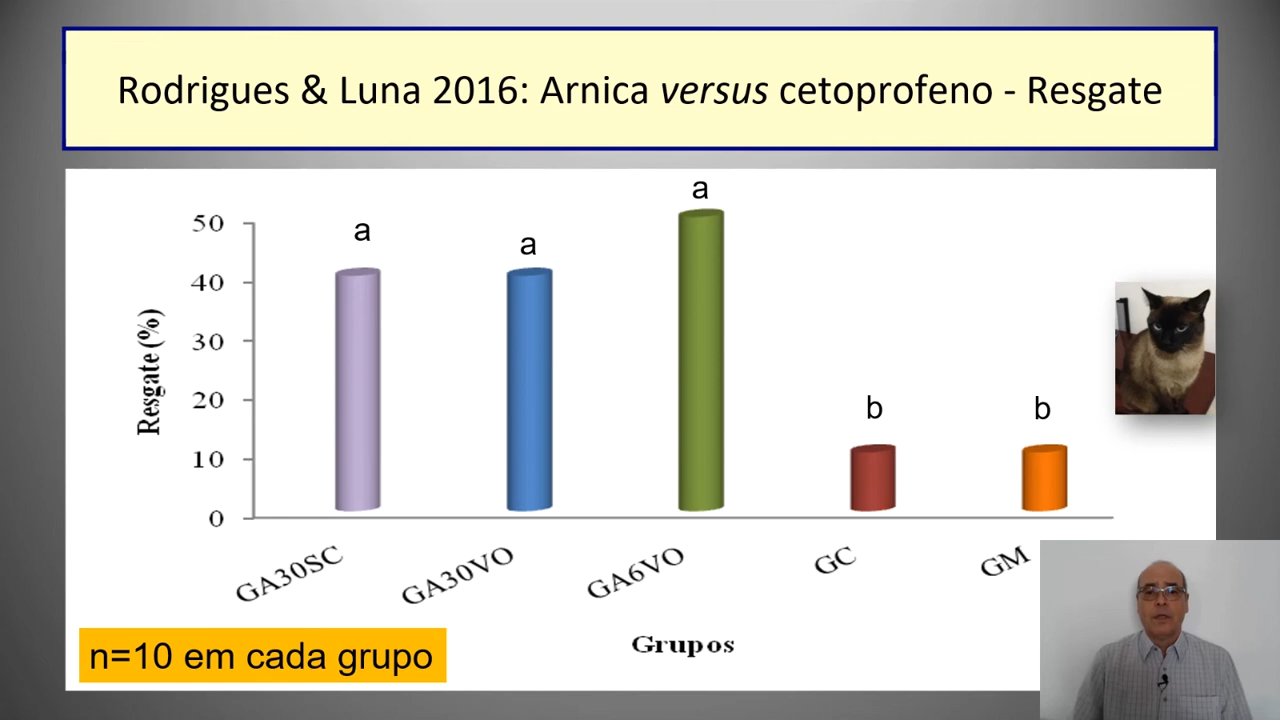 Rodrigues & Luna 2016: Arnica versus cetoprofeno - Resgate
Resgate (%)
50
40
30
20
10
0
a
a
a
b
b
GA30SC
GA30VO
GA6VO
GC
GM
Grupos
n=10 em cada grupo